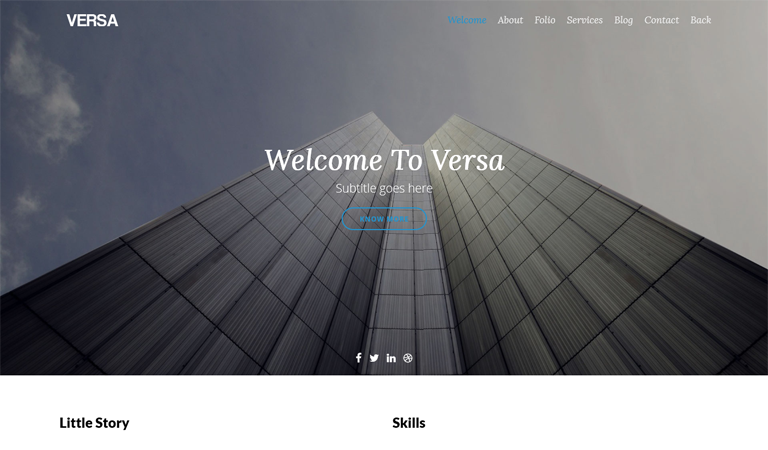 VERSA
Welcome About Folio Services Blog Contact Back
Welcome To Versa
Subtitle goes here
KNOW MORE
Little Story
Skills